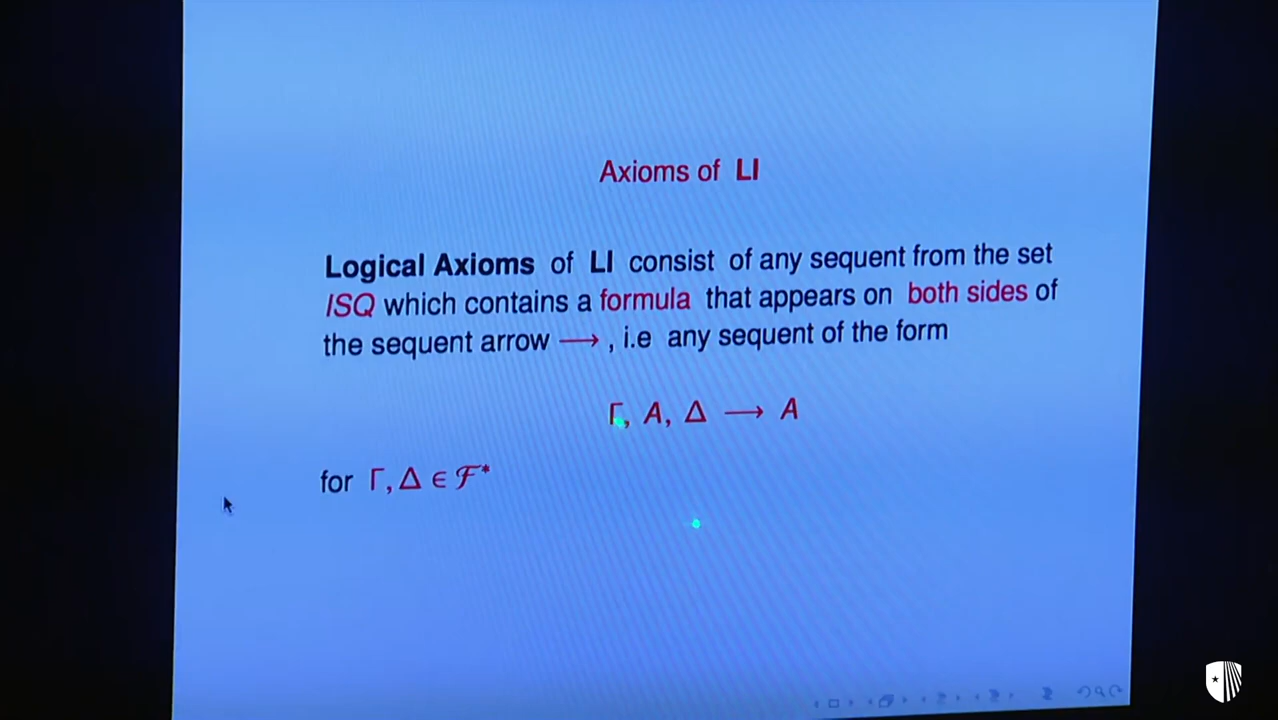 Axioms of LI
Logical Axioms of LI consist of any sequent from the set
ISQ which contains a formula that appears on both sides of
the sequent arrow ⟶ , i.e any sequent of the form
Γ, A, Δ ⟶ A
for Γ, Δ ∈ ℱ*